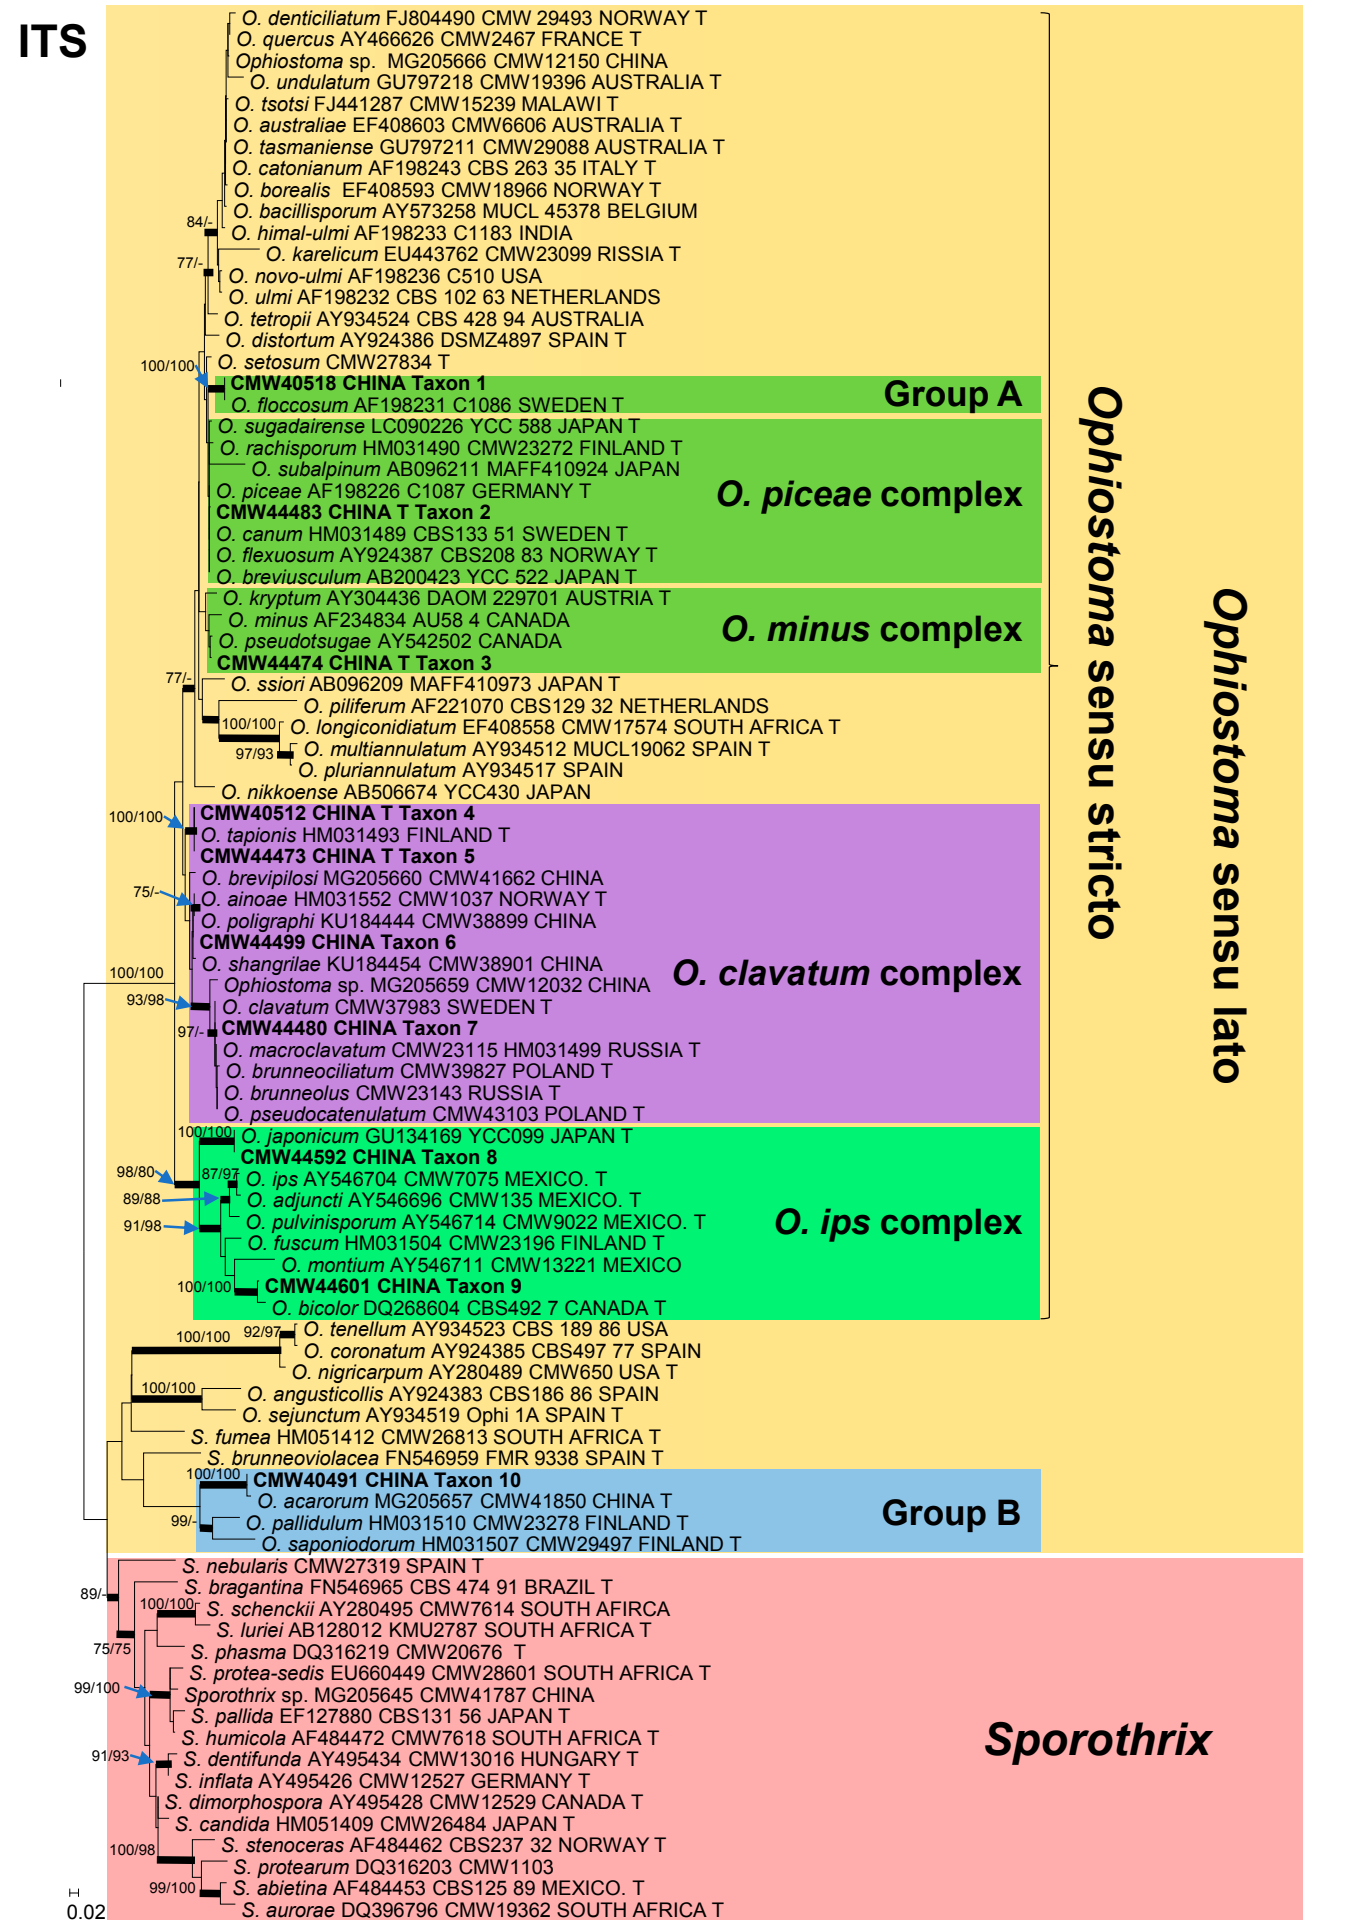 ITS
O. denticiliatum FJ804490 CMW 29493 NORWAY T
O. quercus AY466626 CMW2467 FRANCE T
Ophiostoma sp. MG205666 CMW12150 CHINA
O. undulatum GU797218 CMW19396 AUSTRALIA T
O. tsotsi FJ441287 CMW15239 MALAWI T
O. australiae EF408603 CMW6606 AUSTRALIA T
O. tasmaniense GU797211 CMW29088 AUSTRALIA T
O. catonianum AF198243 CBS 263 35 ITALY T
O. borealis EF408593 CMW18966 NORWAY T
O. bacillisporum AY573258 MUCL 45378 BELGIUM
84/-
O. himal-ulmi AF198233 C1183 INDIA
O. karelicum EU443762 CMW23099 RISSIA T
77/-
O. novo-ulmi AF198236 C510 USA
O. ulmi AF198232 CBS 102 63 NETHERLANDS
O. tetropii AY934524 CBS 428 94 AUSTRALIA
O. distortum AY924386 DSMZ4897 SPAIN T
O. setosum CMW27834 T
100/100
CMW40518 CHINA Taxon 1
Group A
O. floccosum AF198231 C1086 SWEDEN T
O. sugadairense LC090226 YCC 588 JAPAN T
O. rachisporum HM031490 CMW23272 FINLAND T
O. subalpinum AB096211 MAFF410924 JAPAN
O. piceae AF198226 C1087 GERMANY T
O. piceae complex
CMW44483 CHINA T Taxon 2
O. canum HM031489 CBS133 51 SWEDEN T
O. flexuosum AY924387 CBS208 83 NORWAY T
O. breviusculum AB200423 YCC 522 JAPAN T
O. kryptum AY304436 DAOM 229701 AUSTRIA T
O. minus AF234834 AU58 4 CANADA
O. minus complex
O. pseudotsugae AY542502 CANADA
CMW44474 CHINA T Taxon 3
77/-
O. ssiori AB096209 MAFF410973 JAPAN T
O. piliferum AF221070 CBS129 32 NETHERLANDS
100/100
O. longiconidiatum EF408558 CMW17574 SOUTH AFRICA T
97/93
O. multiannulatum AY934512 MUCL19062 SPAIN T
O. pluriannulatum AY934517 SPAIN
O. nikkoense AB506674 YCC430 JAPAN
100/100
CMW40512 CHINA T Taxon 4
O. tapionis HM031493 FINLAND T
CMW44473 CHINA T Taxon 5
O. brevipilosi MG205660 CMW41662 CHINA
75/-
O. ainoae HM031552 CMW1037 NORWAY T
O. poligraphi KU184444 CMW38899 CHINA
CMW44499 CHINA Taxon 6
O. shangrilae KU184454 CMW38901 CHINA
O. clavatum complex
100/100
Ophiostoma sp. MG205659 CMW12032 CHINA
93/98
O. clavatum CMW37983 SWEDEN T
97/-
CMW44480 CHINA Taxon 7
O. macroclavatum CMW23115 HM031499 RUSSIA T
O. brunneociliatum CMW39827 POLAND T
O. brunneolus CMW23143 RUSSIA T
O. pseudocatenulatum CMW43103 POLAND T
100/100
O. japonicum GU134169 YCC099 JAPAN T
CMW44592 CHINA Taxon 8
98/80
87/97
O. ips AY546704 CMW7075 MEXICO. T
89/88
O. adjuncti AY546696 CMW135 MEXICO. T
91/98
O. pulvinisporum AY546714 CMW9022 MEXICO. T
O. ips complex
O. fuscum HM031504 CMW23196 FINLAND T
O. montium AY546711 CMW13221 MEXICO
100/100
CMW44601 CHINA Taxon 9
O. bicolor DQ268604 CBS492 7 CANADA T
Ophiostoma sensu stricto
Ophiostoma sensu lato
100/100
92/97
O. tenellum AY934523 CBS 189 86 USA
O. coronatum AY924385 CBS497 77 SPAIN
O. nigricarpum AY280489 CMW650 USA T
100/100
O. angusticollis AY924383 CBS186 86 SPAIN
O. sejunctum AY934519 Ophi 1A SPAIN T
S. fumea HM051412 CMW26813 SOUTH AFRICA T
S. brunneoviolacea FN546959 FMR 9338 SPAIN T
100/100
CMW40491 CHINA Taxon 10
O. acarorum MG205657 CMW41850 CHINA T
Group B
99/-
O. pallidulum HM031510 CMW23278 FINLAND T
O. saponiodorum HM031507 CMW29497 FINLAND T
S. nebularis CMW27319 SPAIN T
89/-
S. bragantina FN546965 CBS 474 91 BRAZIL T
100/100
S. schenckii AY280495 CMW7614 SOUTH AFIRCA
S. luriei AB128012 KMU2787 SOUTH AFRICA T
75/75
S. phasma DQ316219 CMW20676 T
S. protea-sedis EU660449 CMW28601 SOUTH AFRICA T
99/100
Sporothrix sp. MG205645 CMW41787 CHINA
S. pallida EF127880 CBS131 56 JAPAN T
S. humicola AF484472 CMW7618 SOUTH AFRICA T
Sporothrix
91/93
S. dentifunda AY495434 CMW13016 HUNGARY T
S. inflata AY495426 CMW12527 GERMANY T
S. dimorphospora AY495428 CMW12529 CANADA T
S. candida HM051409 CMW26484 JAPAN T
100/98
S. stenoceras AF484462 CBS237 32 NORWAY T
S. protearum DQ316203 CMW1103
99/100
S. abietina AF484453 CBS125 89 MEXICO. T
S. aurorae DQ396796 CMW19362 SOUTH AFRICA T
0.02